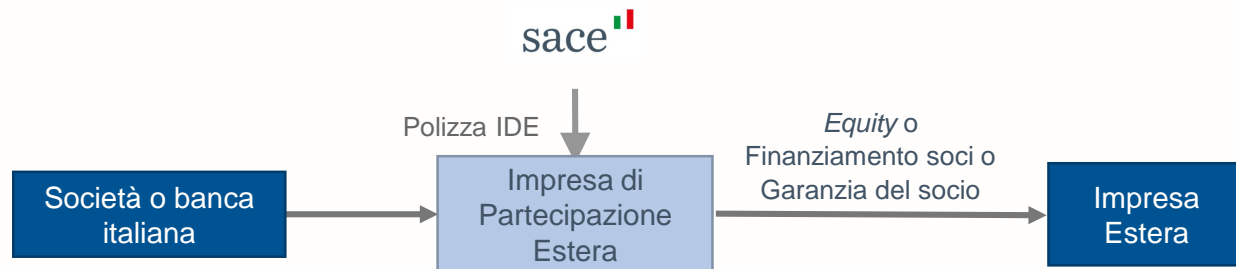 sace
Polizza IDE
Equity o
Finanziamento soci o
Garanzia del socio
Società o banca
italiana
Impresa di
Partecipazione
Estera
Impresa
Estera